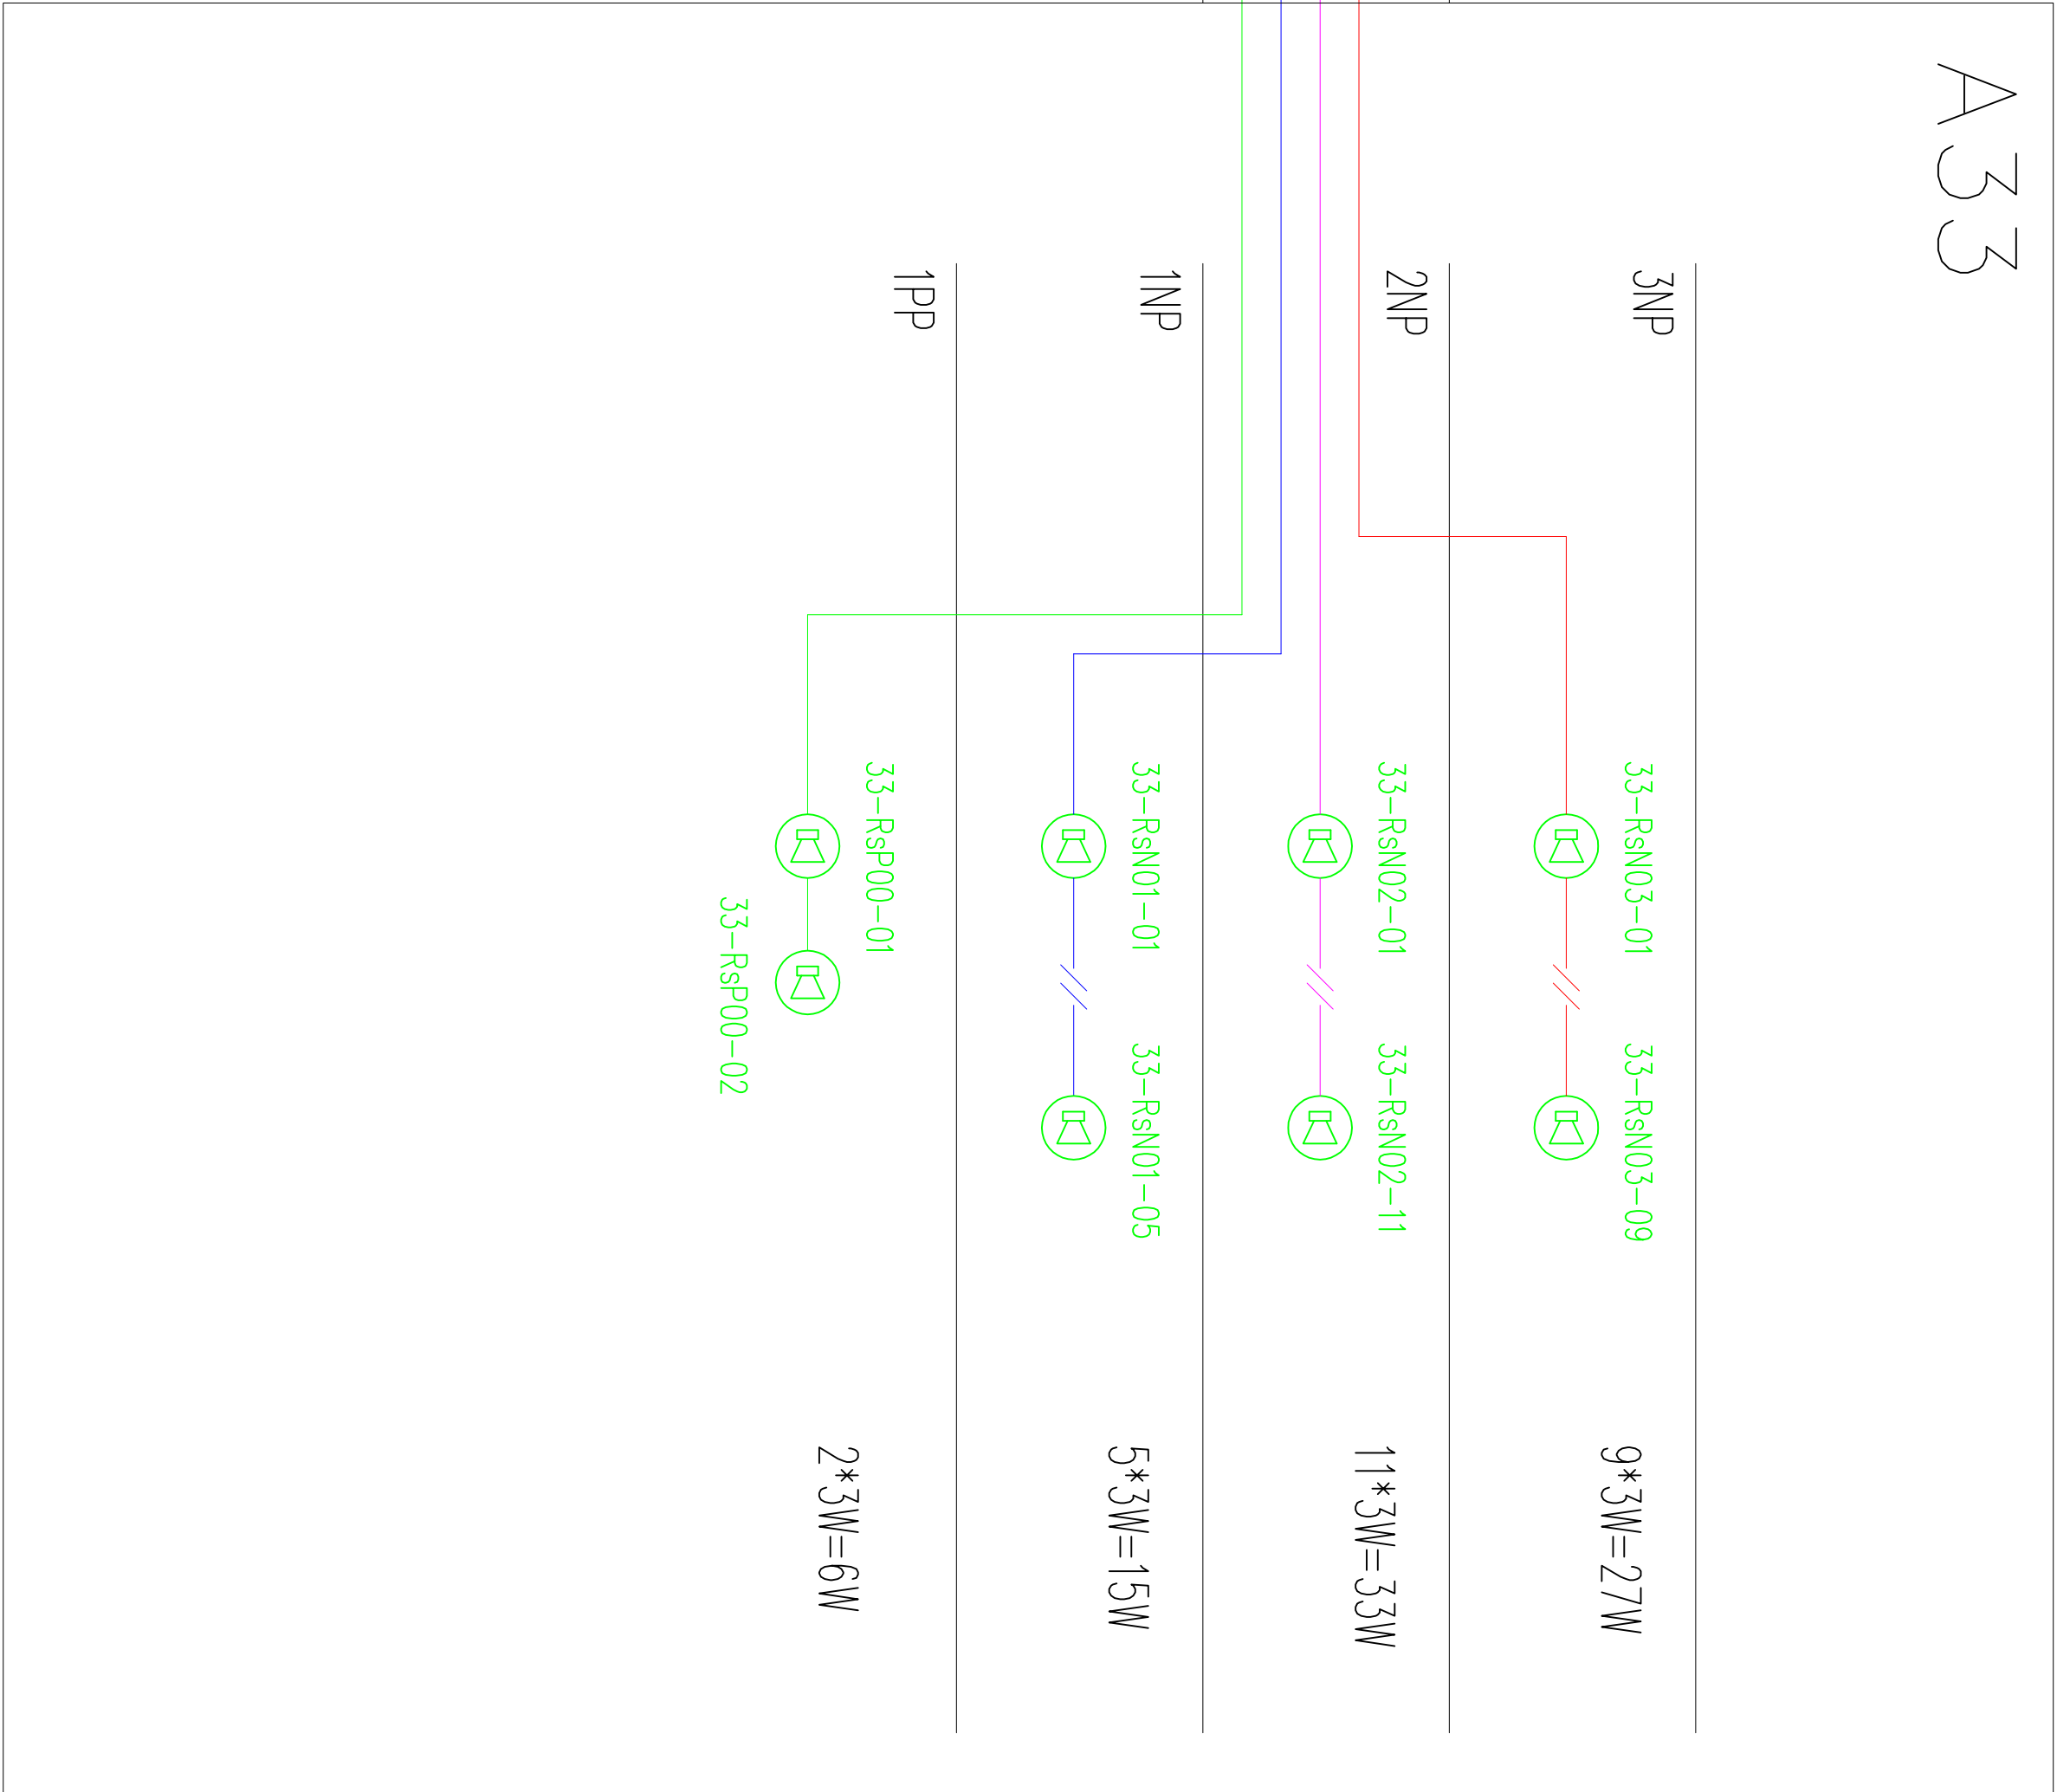 A33
3NP
33-RsN03-01
33-RsN03-09
9*3W=27W
2NP
33-RsN02-01
33-RsN02-11
11*3W=33W
1NP
33-RsN01-01
33-RsN01-05
5*3W=15W
1PP
33-RsP00-01
33-RsP00-02
2*3W=6W